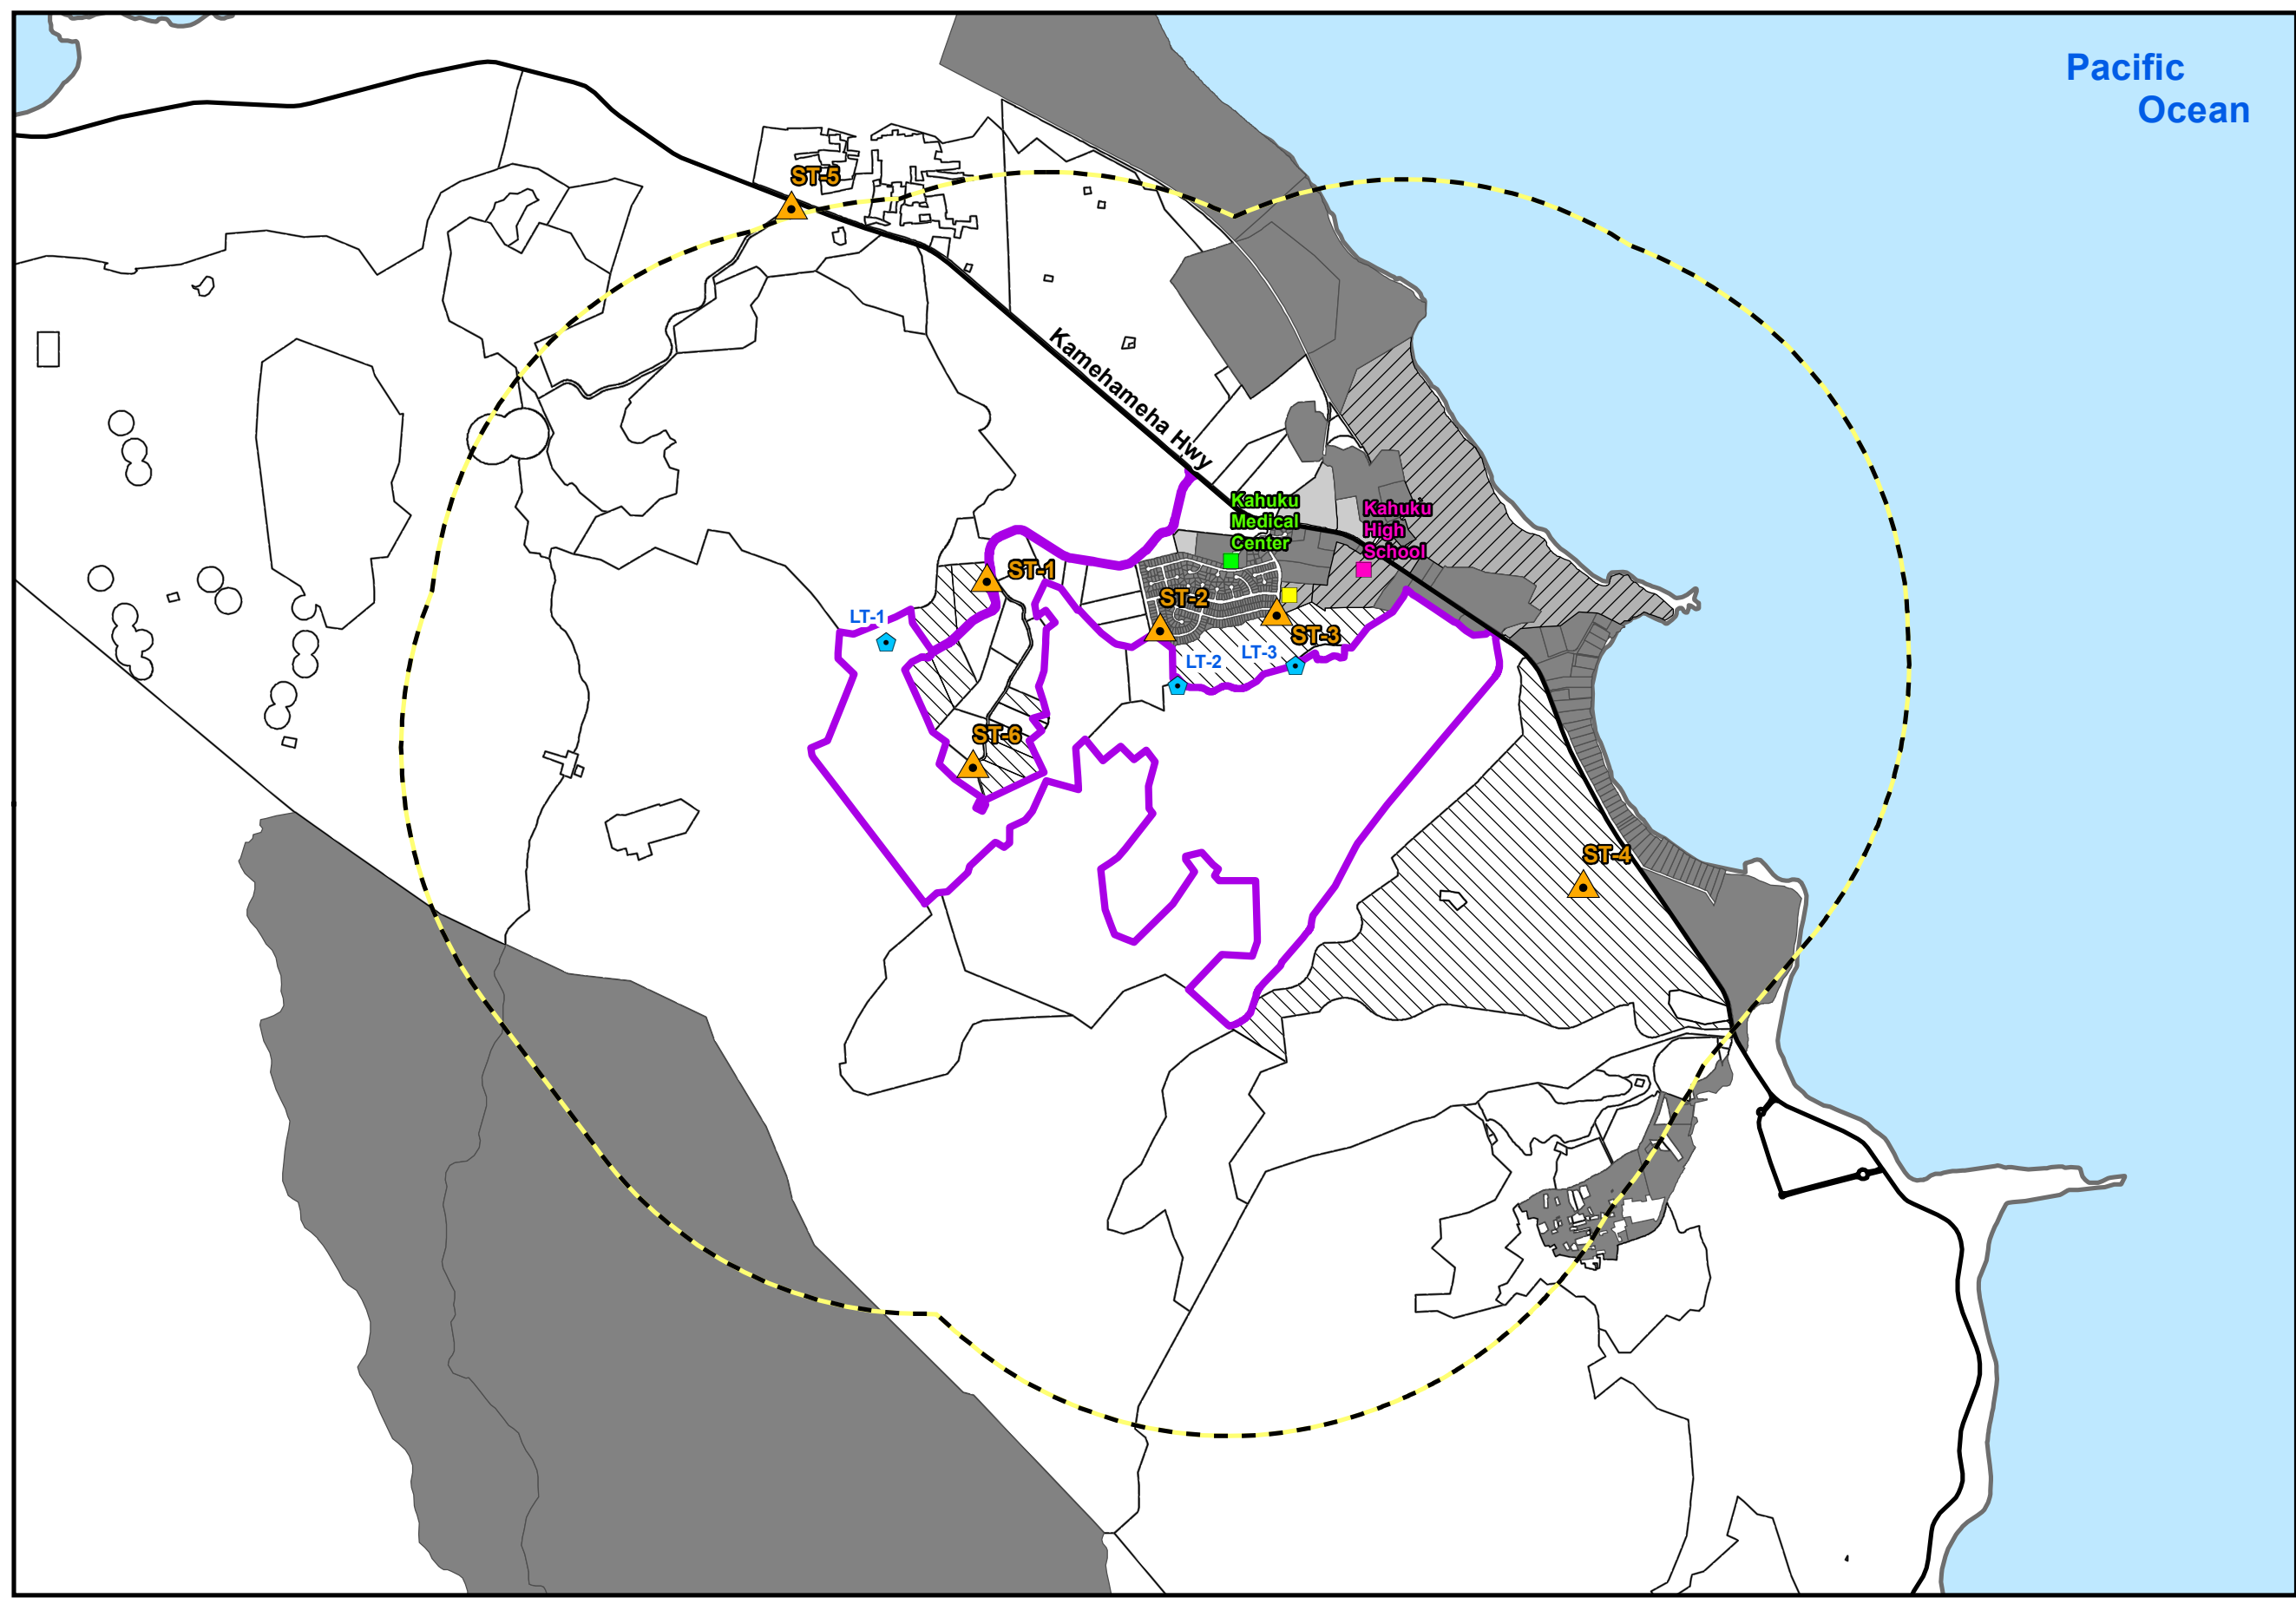 Pacific
Ocean
ST-5
Kamehameha Hwy
Kahuku
Medical
Center
Kahuku
High
School
ST-1
ST-2
LT-1
ST-3
LT-2
LT-3
ST-6
ST-4